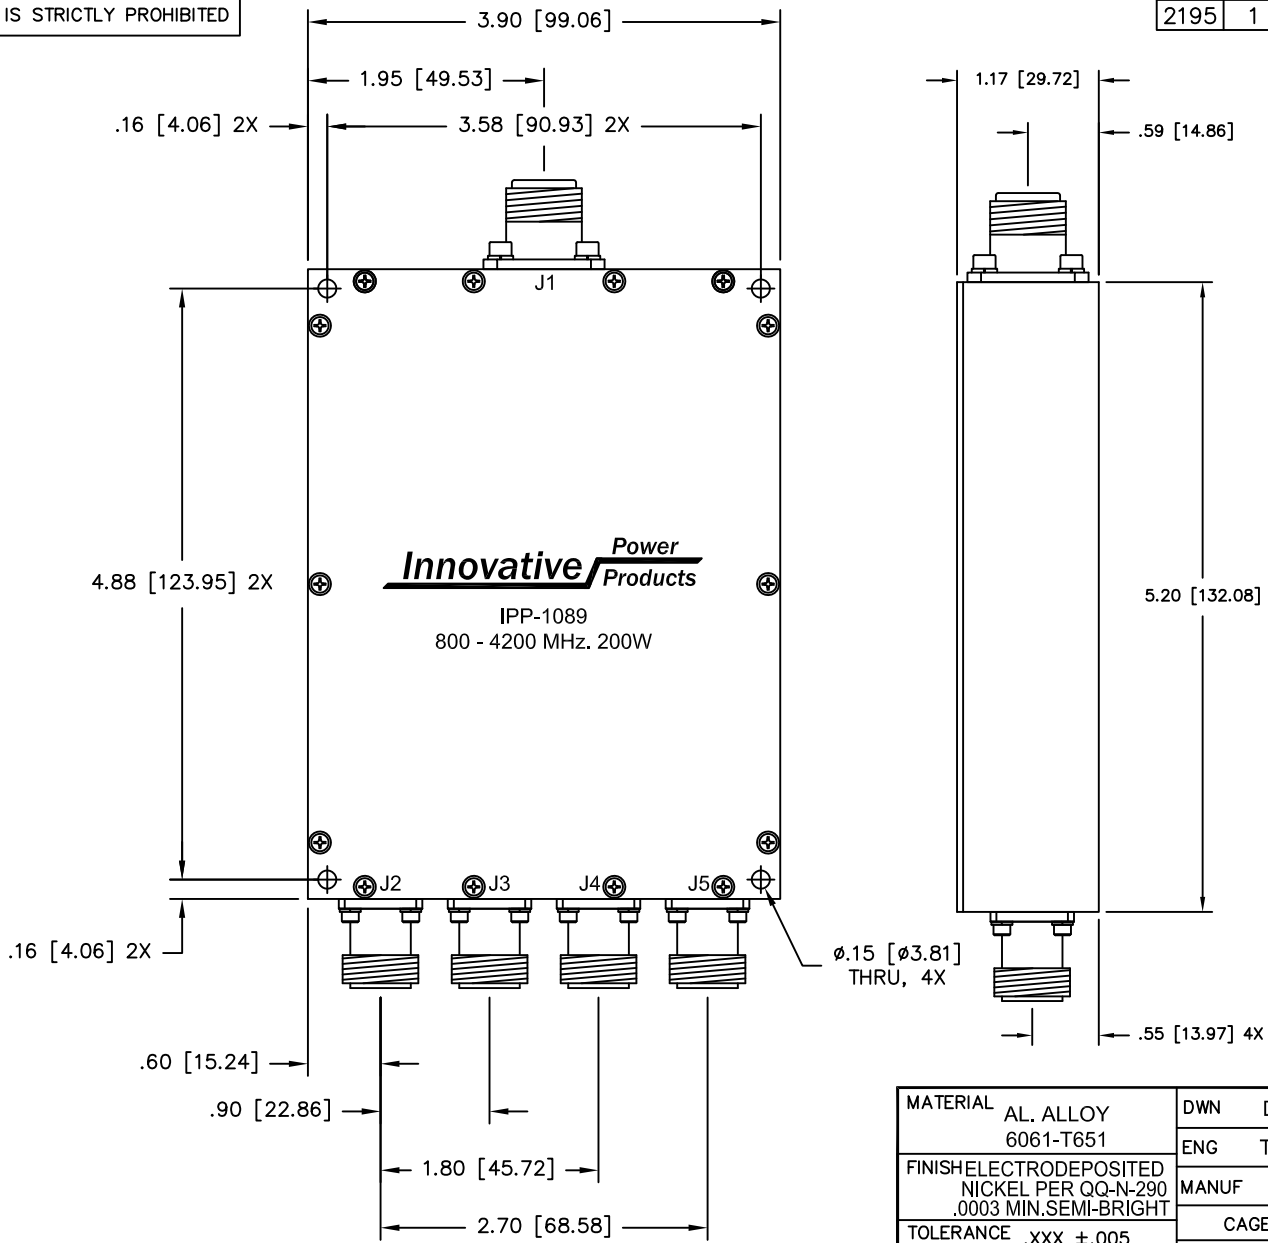 IS STRICTLY PROHIBITED
2195 1
3.90 [99.06]
1.95 [49.53]
1.17 [29.72]
.16 [4.06] 2X
3.58 [90.93] 2X
.59 [14.86]
J1
4.88 [123.95] 2X
Innovative Power Products
IPP-1089
800 - 4200 MHz. 200W
5.20 [132.08]
J2 J3 J4 J5
.16 [4.06] 2X
ø.15 [ø3.81]
THRU, 4X
.60 [15.24]
.55 [13.97] 4X
.90 [22.86]
1.80 [45.72]
2.70 [68.58]
MATERIAL AL. ALLOY
6061-T651
FINISH ELECTRODEPOSITED
NICKEL PER QQ-N-290
.0003 MIN.SEMI-BRIGHT
TOLERANCE .XXX ±.005
DWN
ENG
MANUF
CAGE